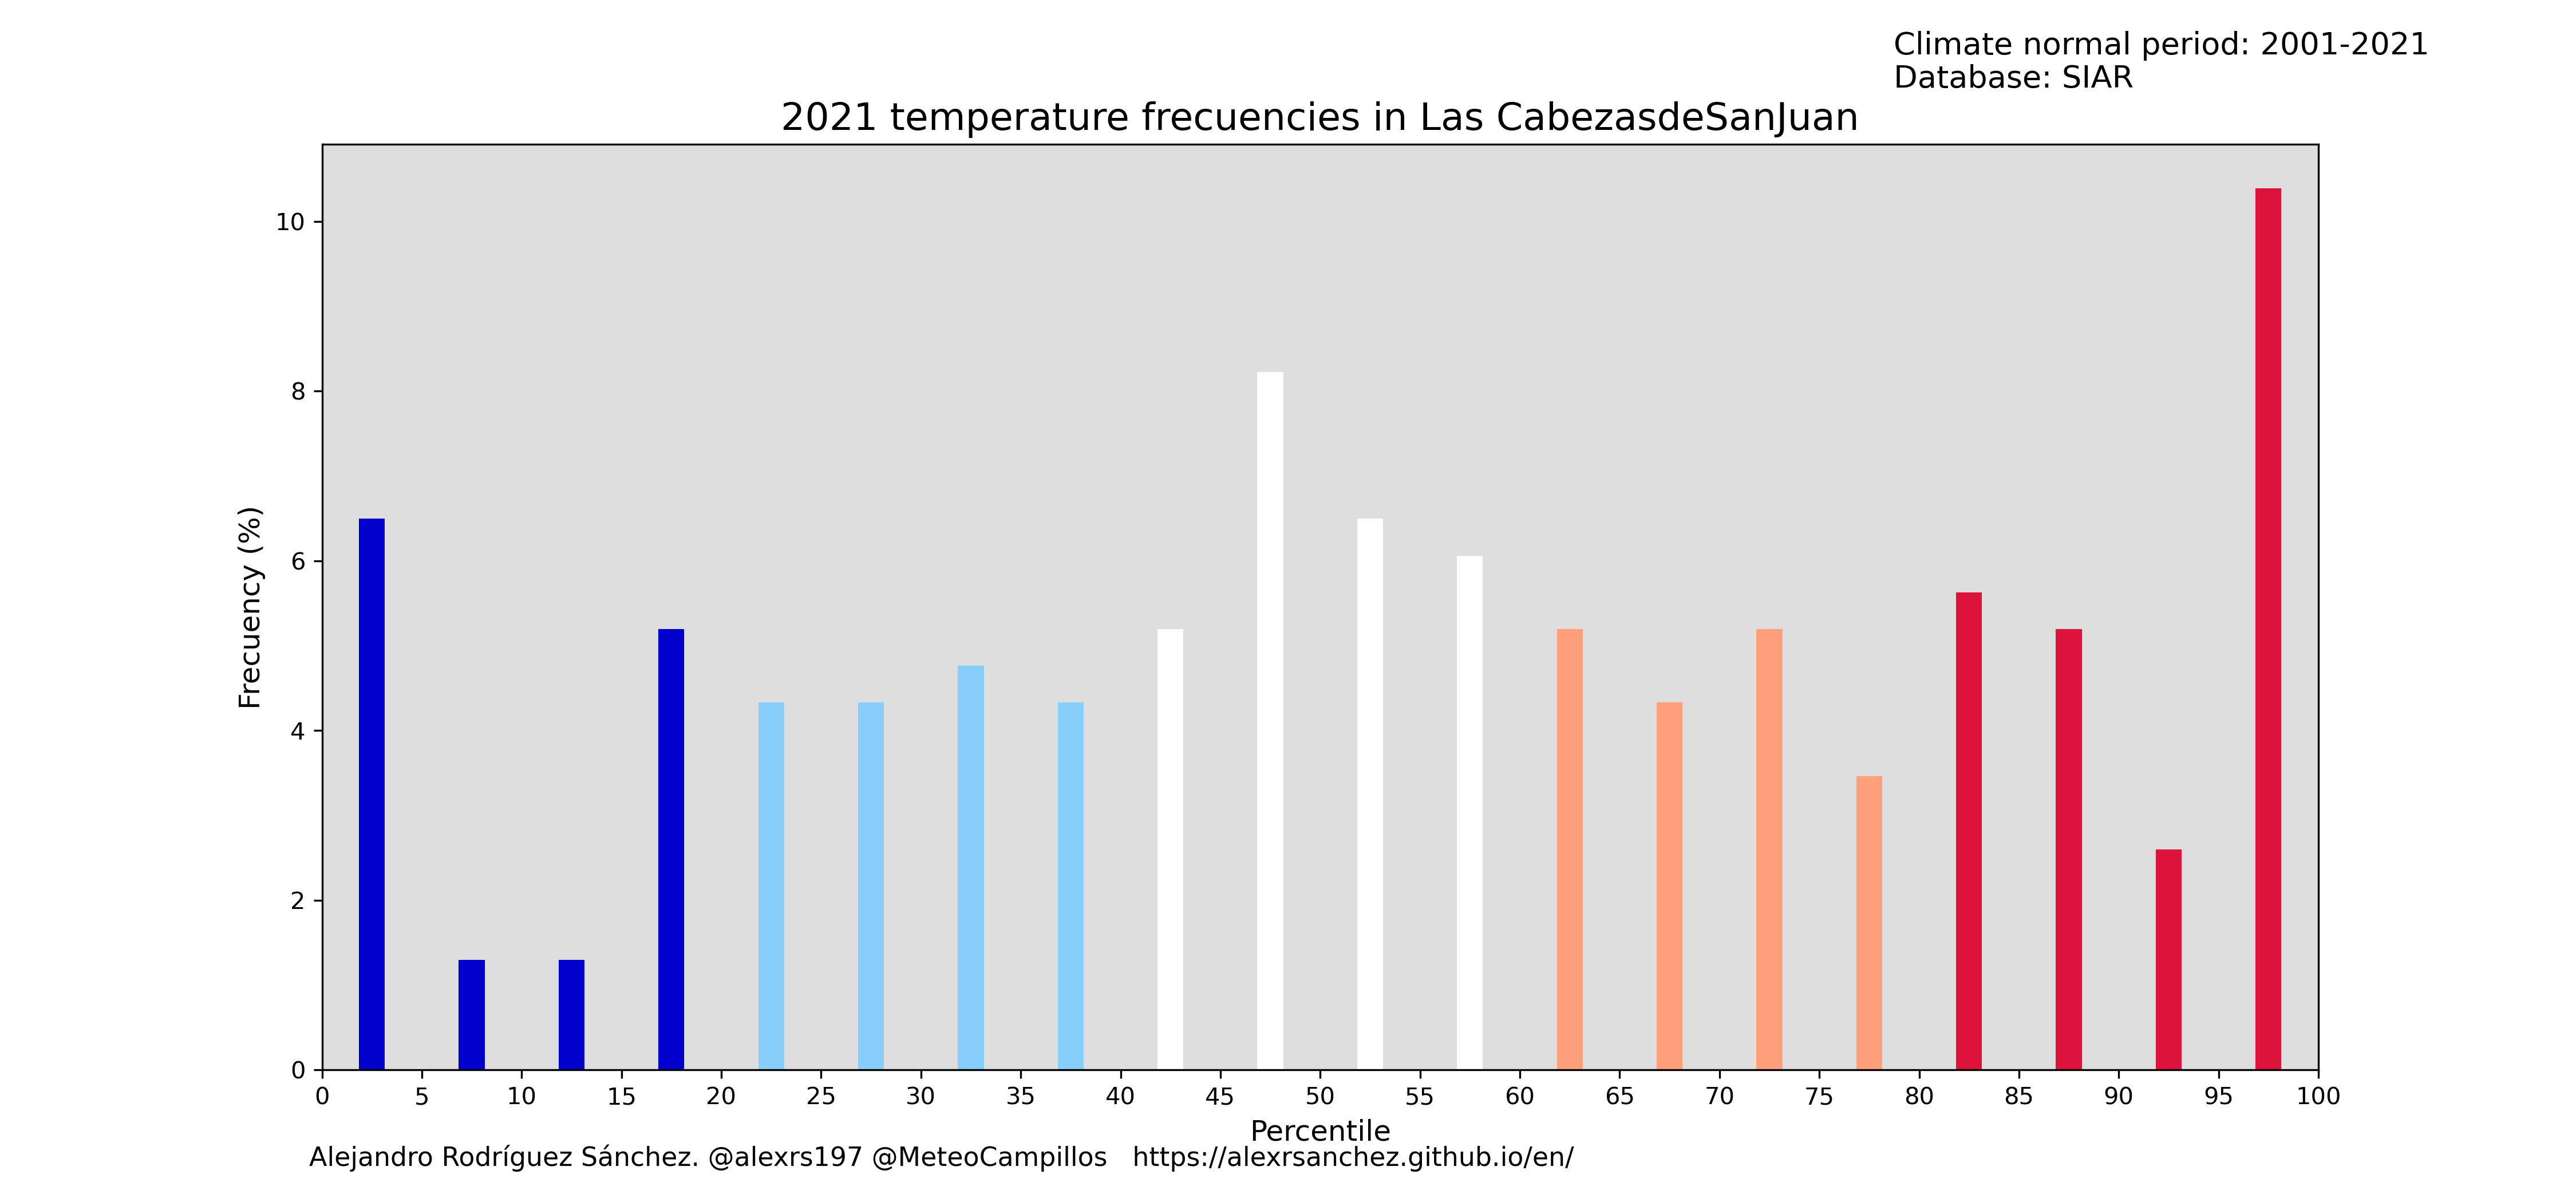 Climate normal period: 2001-2021
Database: SIAR
2021 temperature frecuencies in Las CabezasdeSanJuan
Frecuency (%)
10
8
6
4
2
0
0 5 10 15 20 25 30 35 40 45 50 55 60 65 70 75 80 85 90 95 100
Percentile
Alejandro Rodríguez Sánchez. @alexrs197 @MeteoCampillos https://alexrsanchez.github.io/en/